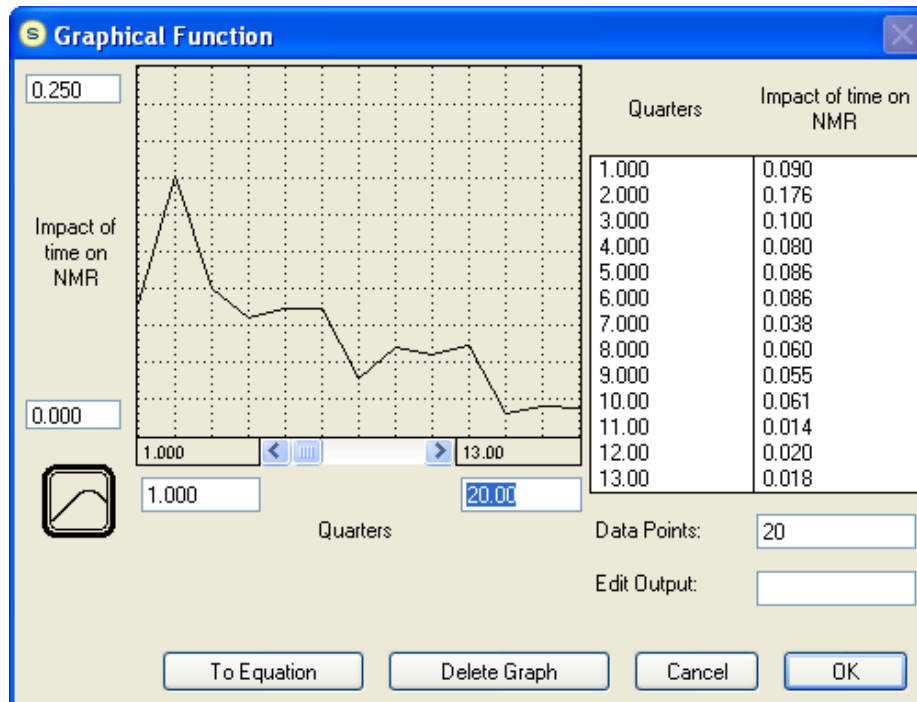 S Graphical Function
0.250
Impact of
time on
NMR
0.000
1.000 13.00
1.000 20.00
Quarters
Quarters Impact of time on
NMR
1.000 0.090
2.000 0.176
3.000 0.100
4.000 0.080
5.000 0.086
6.000 0.086
7.000 0.038
8.000 0.060
9.000 0.055
10.00 0.061
11.00 0.014
12.00 0.020
13.00 0.018
Data Points: 20
Edit Output:
To Equation Delete Graph Cancel OK